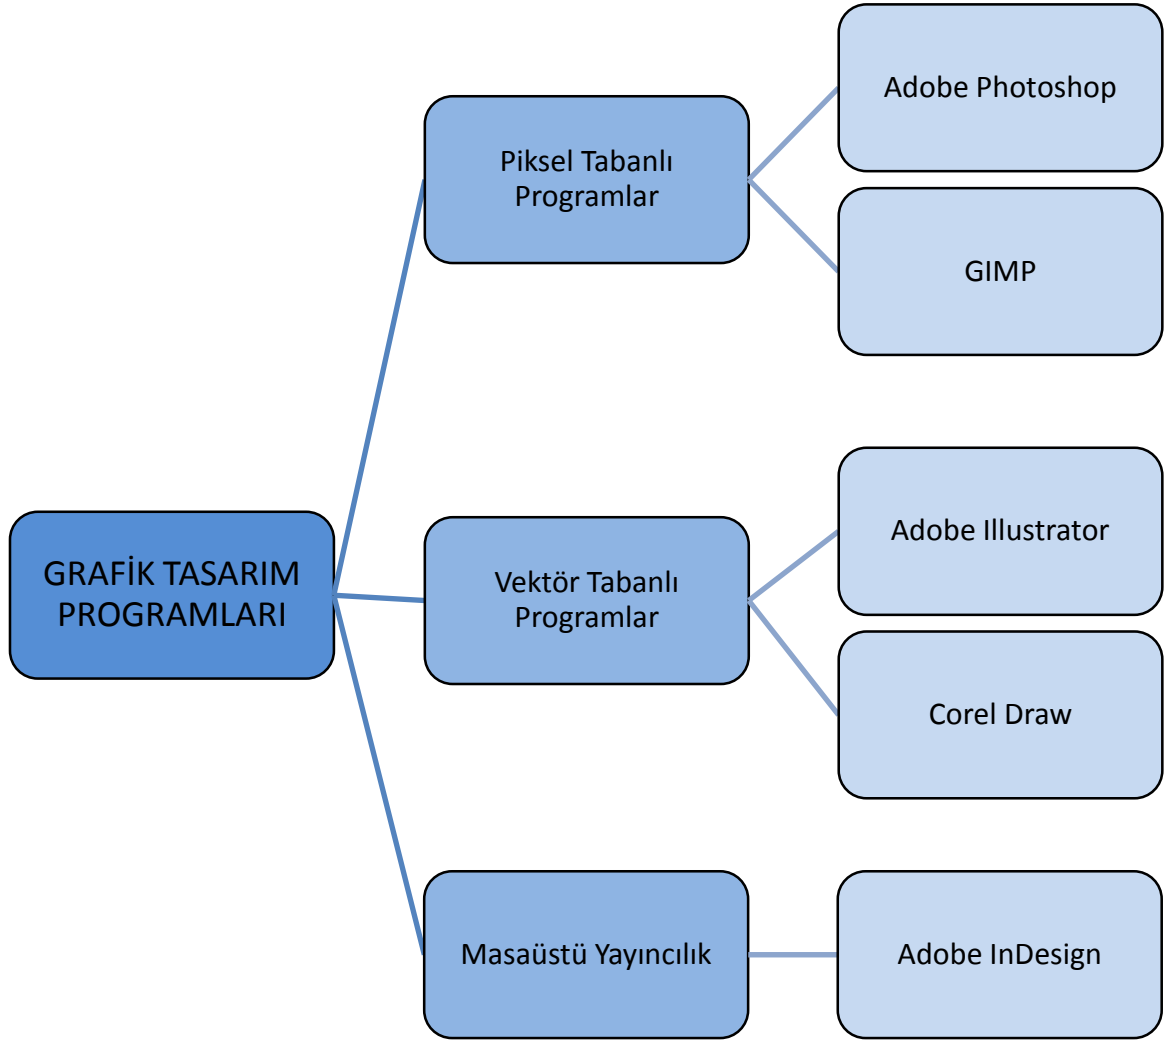 GRAFİK TASARIM
PROGRAMLARI
Piksel Tabanlı
Programlar
Adobe Photoshop
GIMP
Vektör Tabanlı
Programlar
Adobe Illustrator
Corel Draw
Masaüstü Yayıncılık
Adobe InDesign